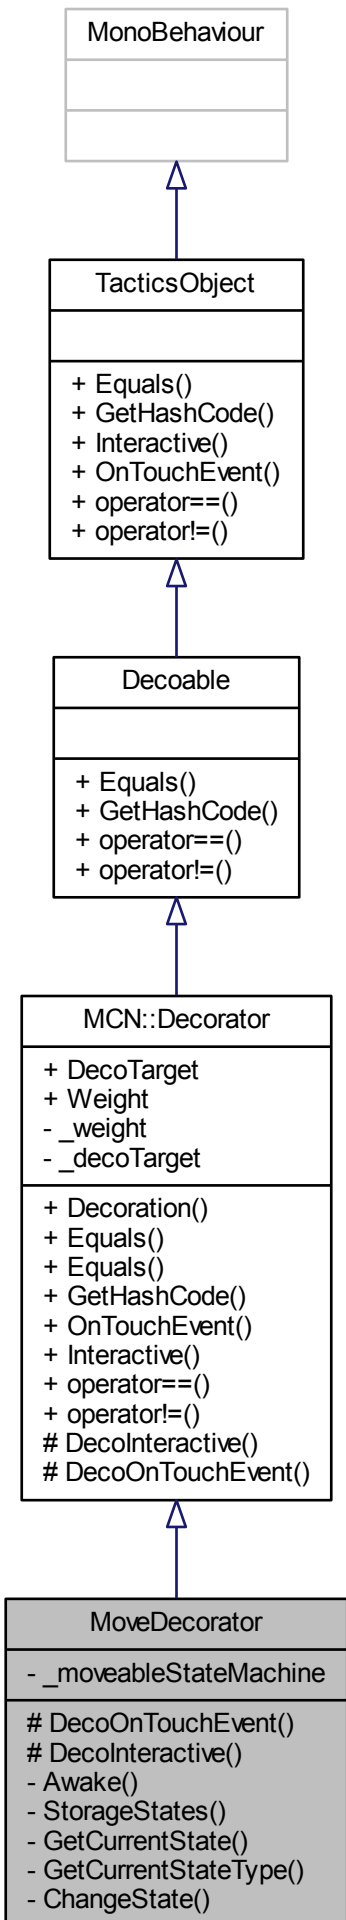 MonoBehaviour
TacticsObject
+ Equals()
+ GetHashCode()
+ Interactive()
+ OnTouchEvent()
+ operator==()
+ operator!=()
Decoable
+ Equals()
+ GetHashCode()
+ operator==()
+ operator!=()
MCN::Decorator
+ DecoTarget
+ Weight
- _weight
- _decoTarget
+ Decoration()
+ Equals()
+ Equals()
+ GetHashCode()
+ OnTouchEvent()
+ Interactive()
+ operator==()
+ operator!=()
# DecoInteractive()
# DecoOnTouchEvent()
MoveDecorator
- _moveableStateMachine
# DecoOnTouchEvent()
# DecoInteractive()
- Awake()
- StorageStates()
- GetCurrentState()
- GetCurrentStateType()
- ChangeState()